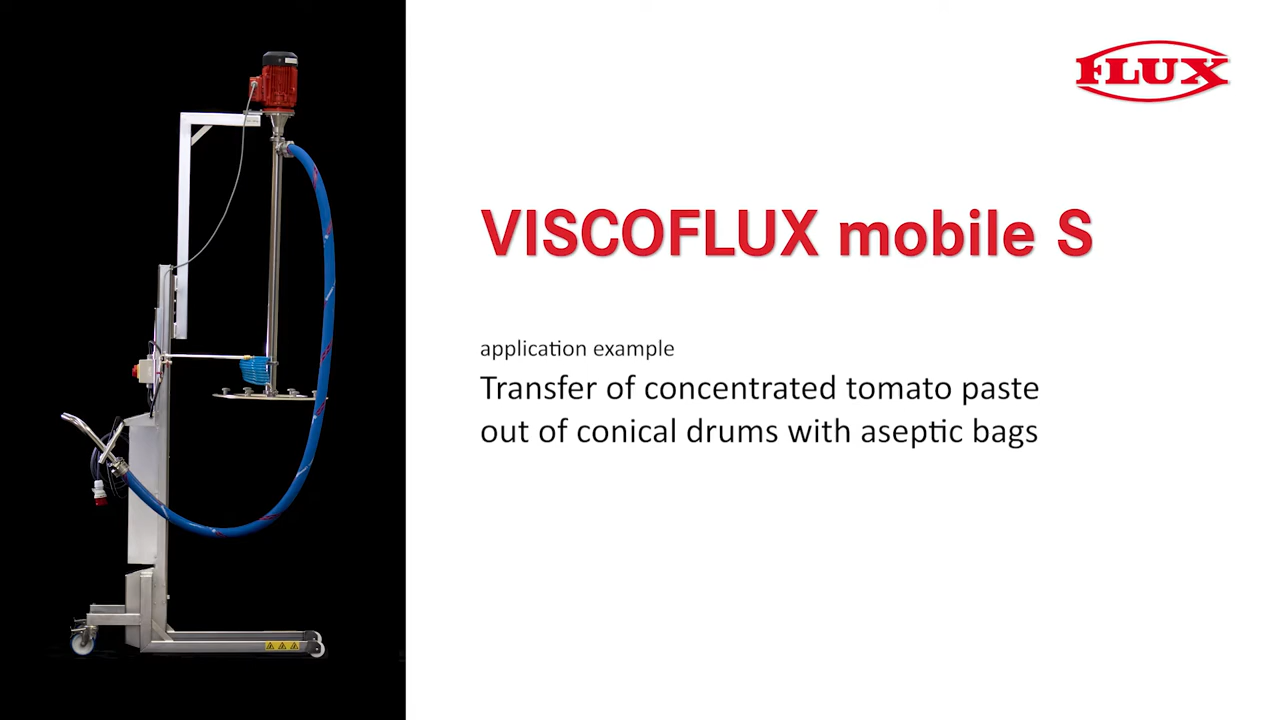 FLUX
VISCOFLUX mobile S
application example
Transfer of concentrated tomato paste
out of conical drums with aseptic bags